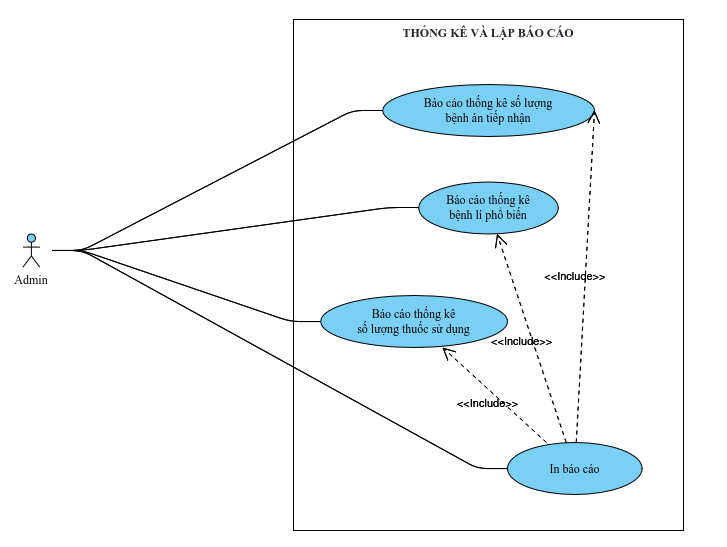 THỐNG KÊ VÀ LẬP BÁO CÁO
Báo cáo thống kê số lượng
bệnh án tiếp nhận
Báo cáo thống kê
bệnh lí phổ biến
Admin
<<Include>>
Báo cáo thống kê
số lượng thuốc sử dụng
<<Include>>
<<Include>>
In báo cáo